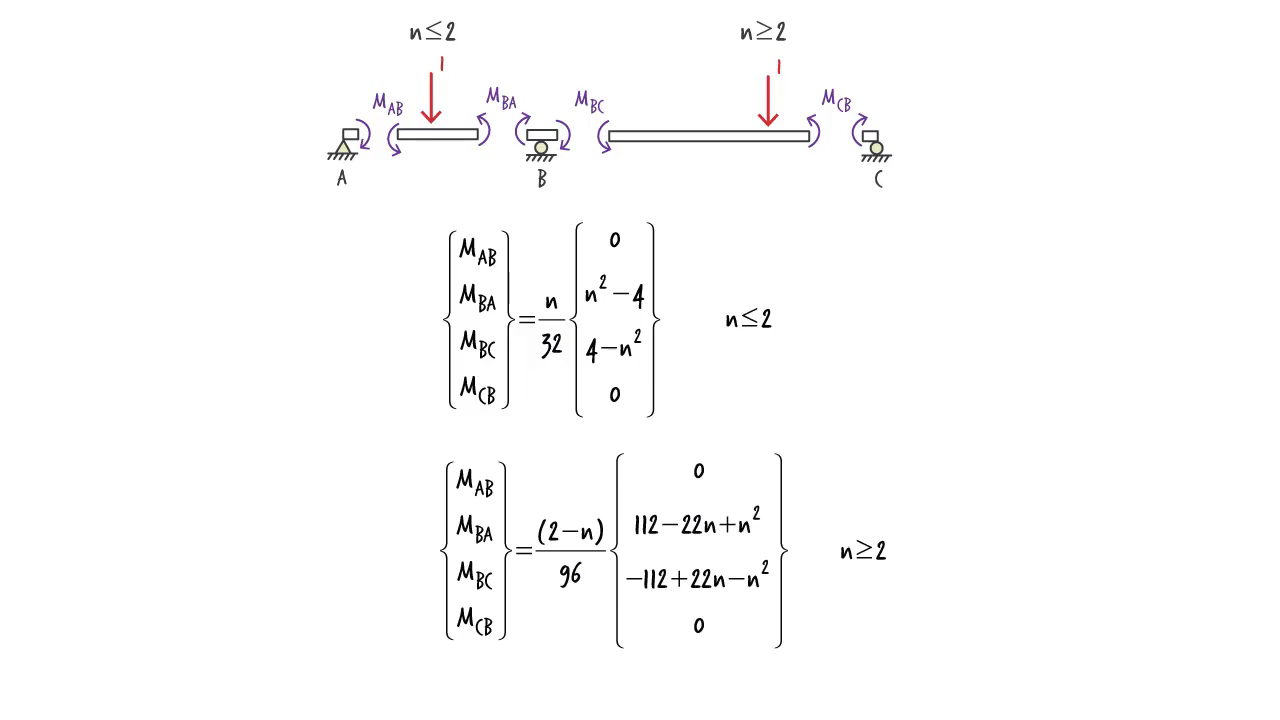 n≤2 n≥2
1 1
M_AB M_BA M_BC M_CB
A B C
{M_AB M_BA M_BC M_CB} = n/32 {0 n²−4 4−n² 0} n≤2
{M_AB M_BA M_BC M_CB} = (2−n)/96 {0 112−22n+n² −112+22n−n² 0} n≥2